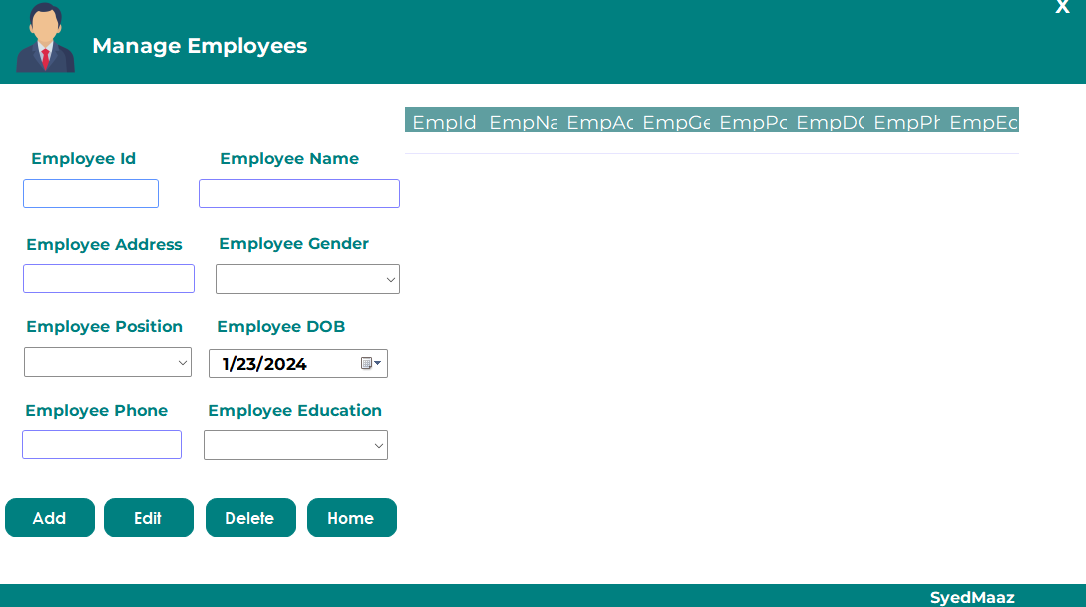 X
Manage Employees
EmpId EmpNa EmpAc EmpGe EmpPc EmpDC EmpPh EmpEc
Employee Id Employee Name
Employee Address Employee Gender
Employee Position Employee DOB
1/23/2024
Employee Phone Employee Education
Add Edit Delete Home
SyedMaaz